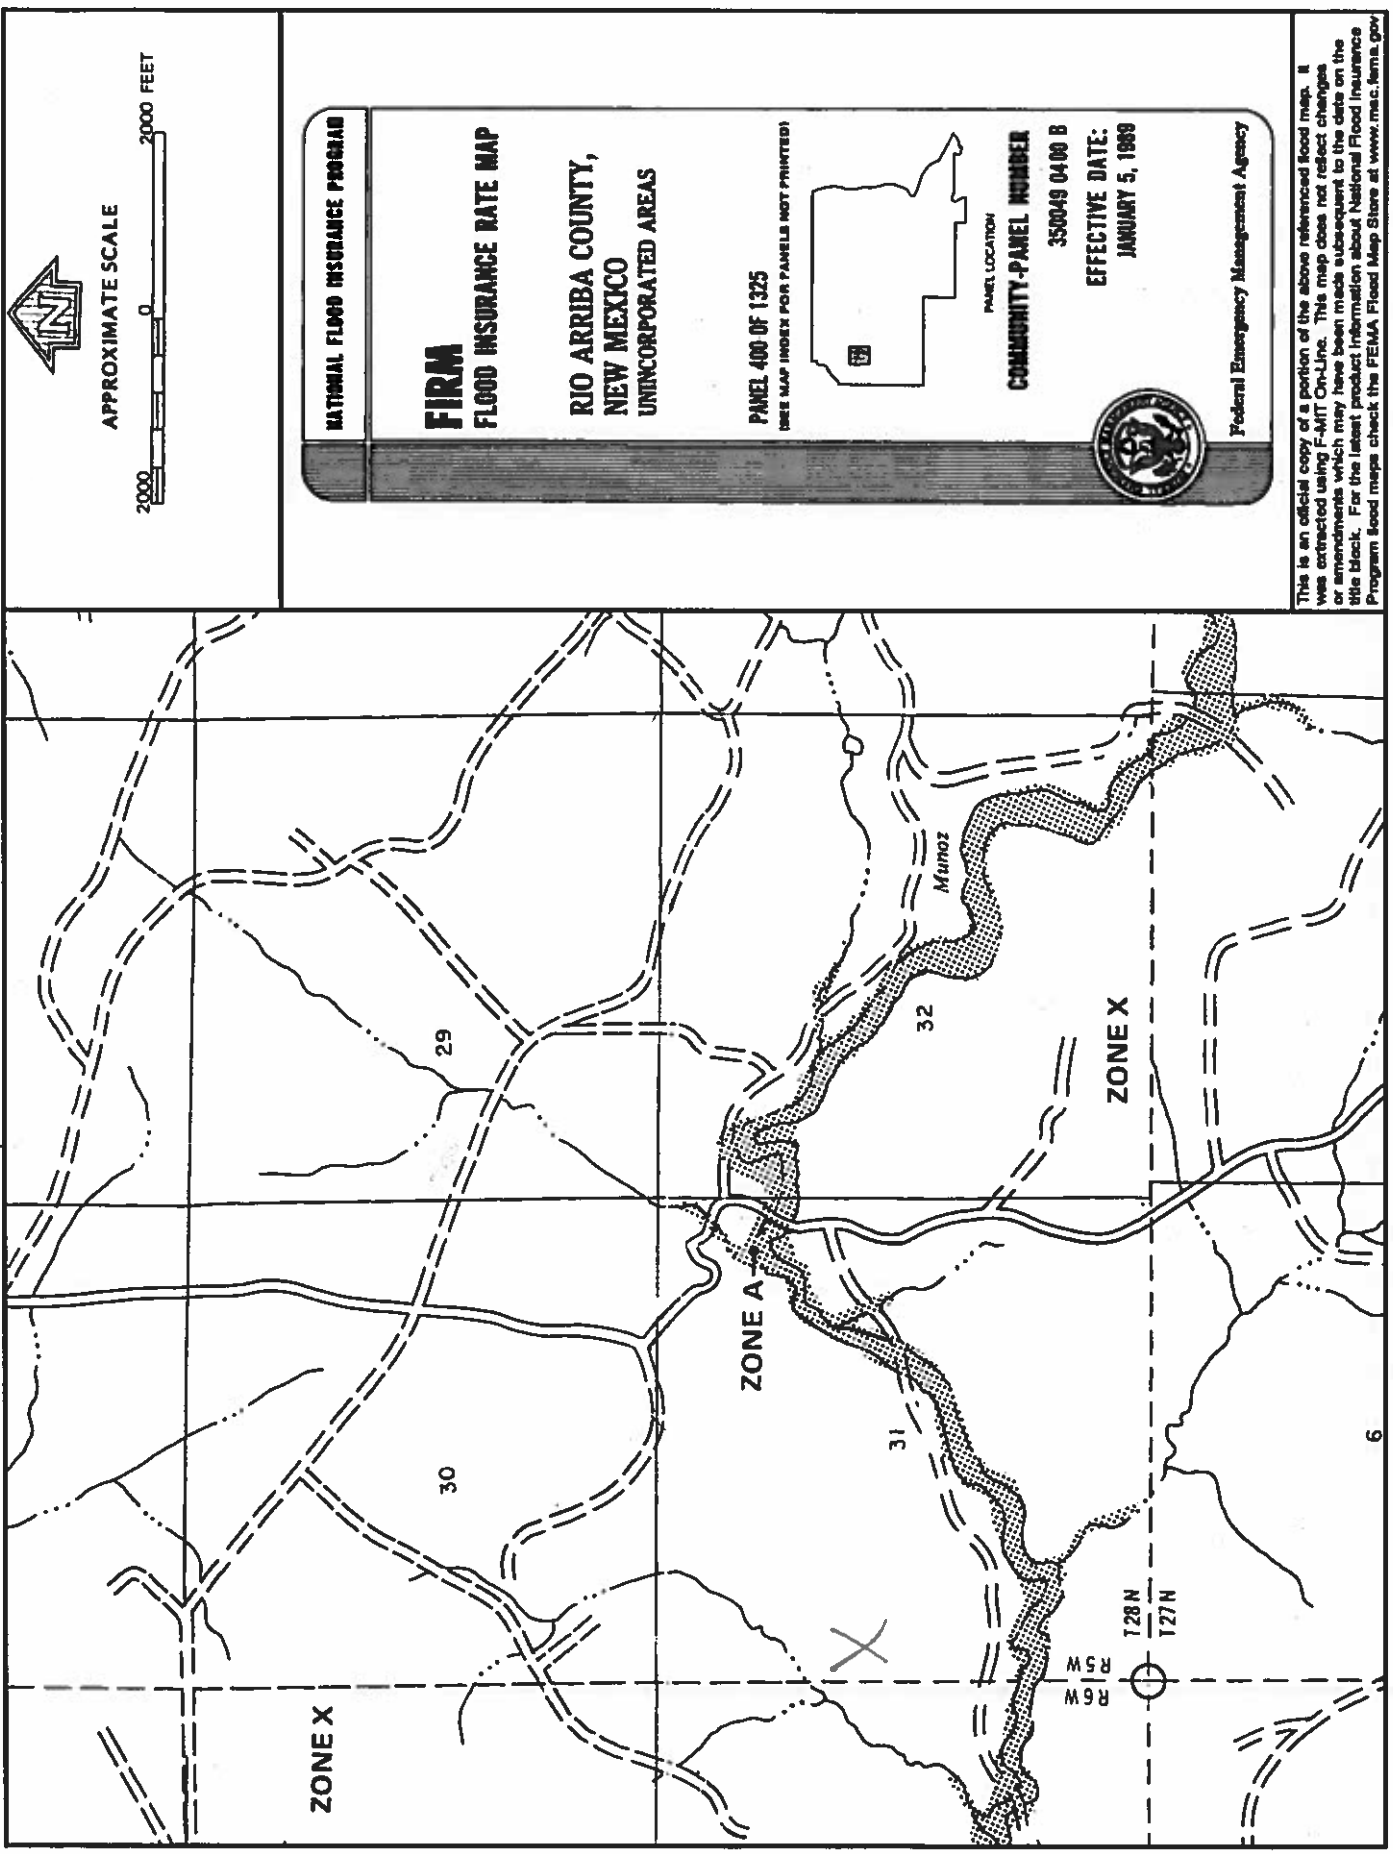 APPROXIMATE SCALE
2000 0 2000 FEET
NATIONAL FLOOD INSURANCE PROGRAM
FIRM
FLOOD INSURANCE RATE MAP
RIO ARRIBA COUNTY,
NEW MEXICO
UNINCORPORATED AREAS
PANEL 400 OF 1325
(SEE MAP INDEX FOR PANELS NOT PRINTED)
PANEL LOCATION
COMMUNITY-PANEL NUMBER
350049 0400 B
EFFECTIVE DATE:
JANUARY 5, 1989
Federal Emergency Management Agency
This is an official copy of a portion of the above referenced flood map. It
was extracted using F-MIT On-Line. This map does not reflect changes
or amendments which may have been made subsequent to the date on the
title block. For the latest product information about National Flood Insurance
Program flood maps check the FEMA Flood Map Store at www.msc.fema.gov
ZONE X
30
29
ZONE A
31
32
Munoz
ZONE X
R6W R5W
T28N
T27N
6